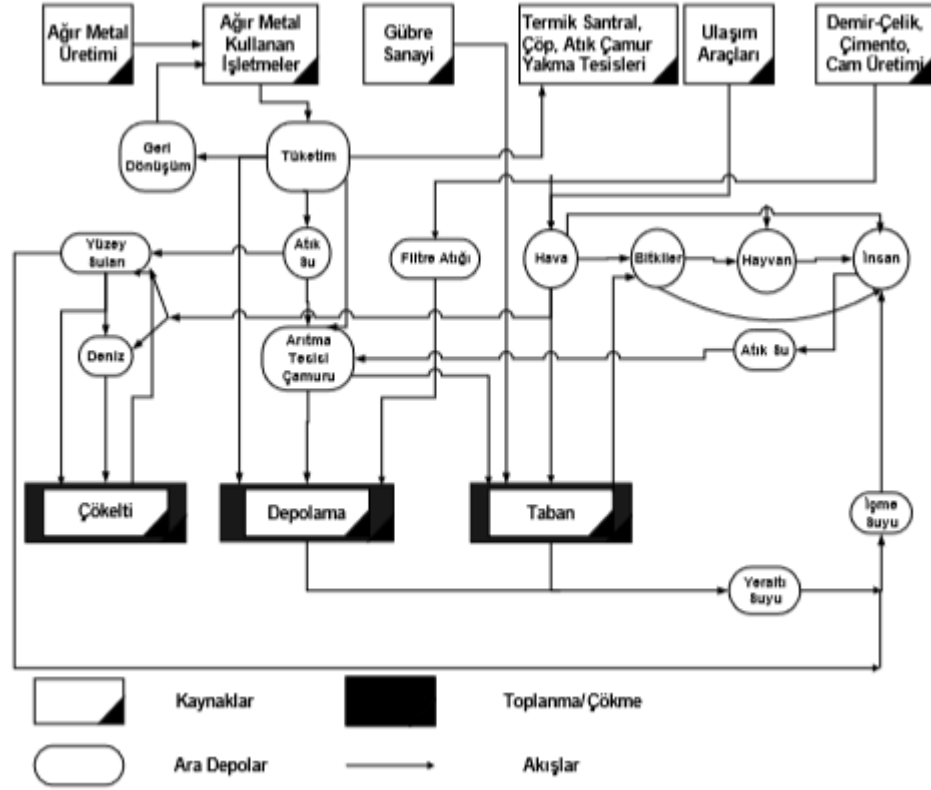 Ağır Metal
Üretimi
Ağır Metal
Kullanan
İşletmeler
Gübre
Sanayi
Termik Santral,
Çöp, Atık Çamur
Yakma Tesisleri
Ulaşım
Araçları
Demir-Çelik,
Çimento,
Cam Üretimi
Geri
Dönüşüm
Tüketim
Yüzey
Suları
Atık
Su
Filtre Atığı
Hava
Bitkiler
Hayvan
İnsan
Deniz
Arıtma
Tesisi
Çamuru
Atık Su
Çökelti
Depolama
Taban
İçme
Suyu
Yeraltı
Suyu
Kaynaklar
Toplanma/Çökme
Ara Depolar
Akışlar